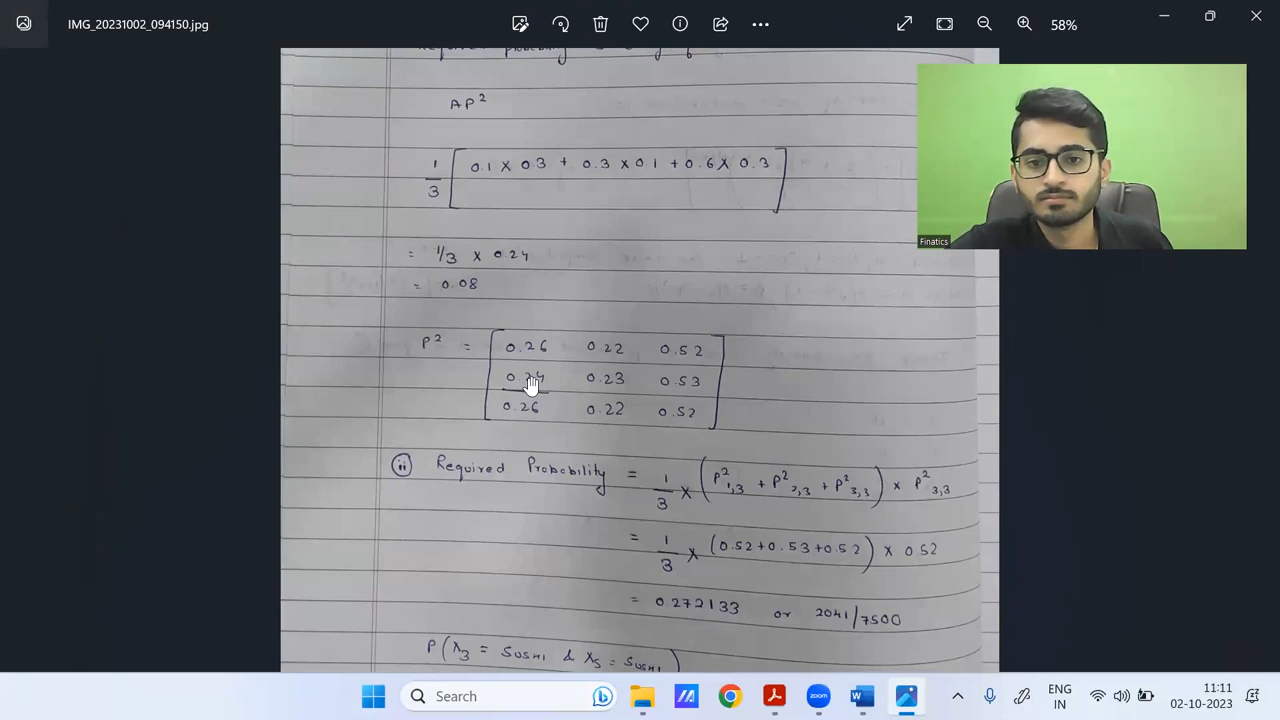 IMG_20231002_094150.jpg
58%
Required probability
AP²
1/3 [ 0.1 × 0.3 + 0.3 × 0.1 + 0.6 × 0.3 ]
= 1/3 × 0.24
= 0.08
P² = [ 0.26 0.22 0.52
0.24 0.23 0.53
0.26 0.22 0.52 ]
(ii) Required Probability = 1/3 × ( P²1,3 + P²2,3 + P²3,3 ) × P²3,3
= 1/3 × ( 0.52 + 0.53 + 0.52 ) × 0.52
= 0.272133 or 2041/7500
P( X3 = SUSHI & X5 = SUSHI )
Finatics
Search
ENG
IN
11:11
02-10-2023